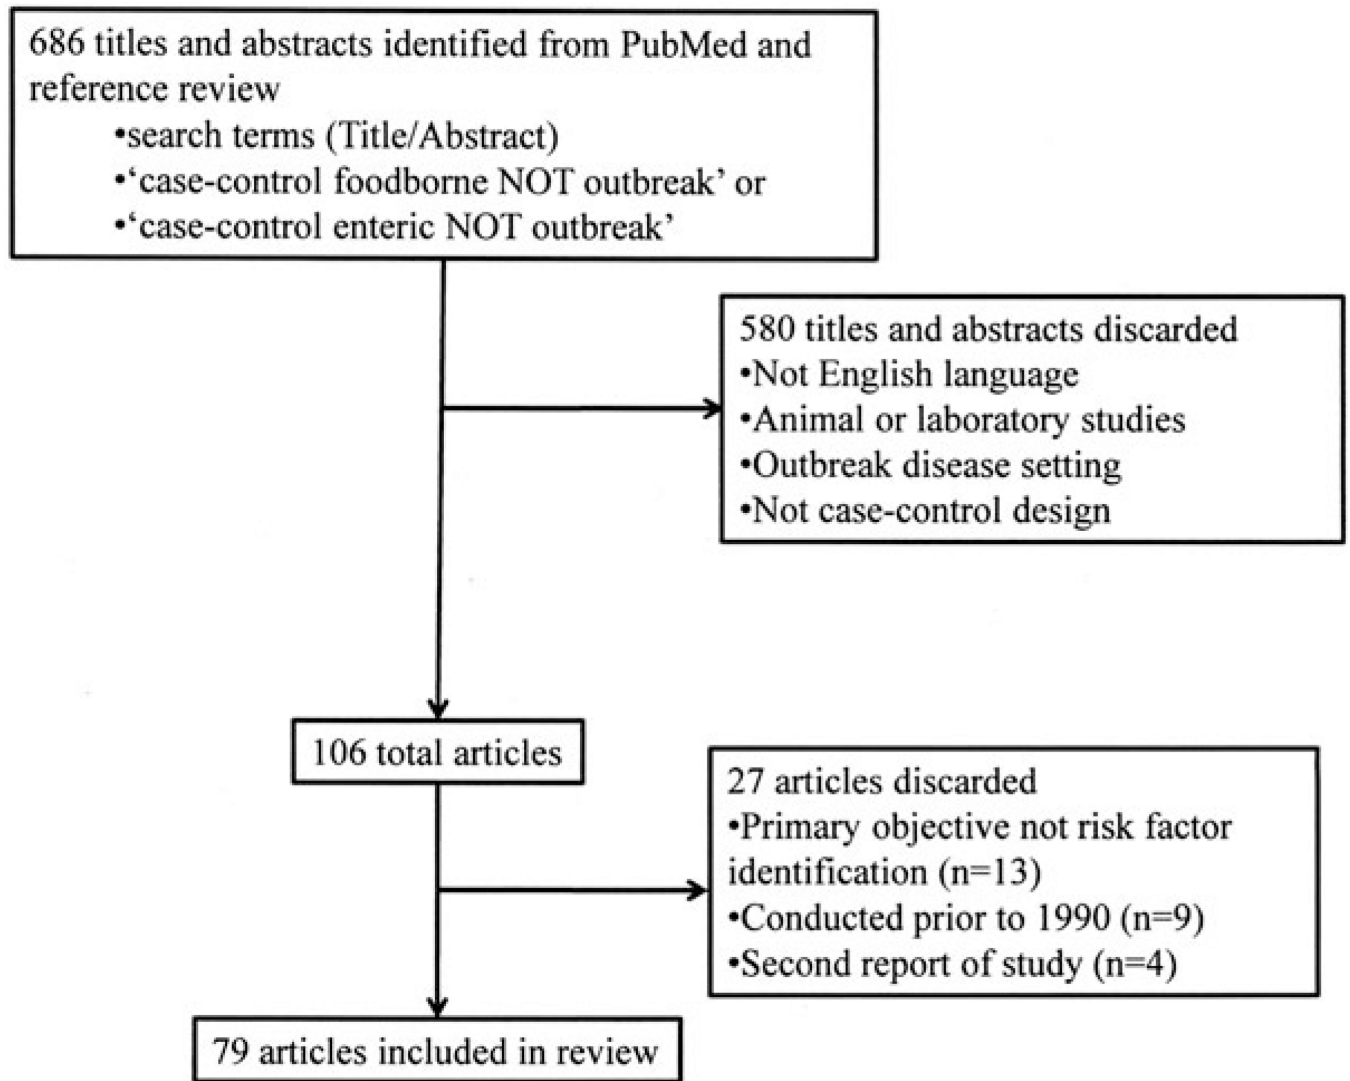 686 titles and abstracts identified from PubMed and
reference review
•search terms (Title/Abstract)
•‘case-control foodborne NOT outbreak’ or
•‘case-control enteric NOT outbreak’
580 titles and abstracts discarded
•Not English language
•Animal or laboratory studies
•Outbreak disease setting
•Not case-control design
106 total articles
27 articles discarded
•Primary objective not risk factor
identification (n=13)
•Conducted prior to 1990 (n=9)
•Second report of study (n=4)
79 articles included in review